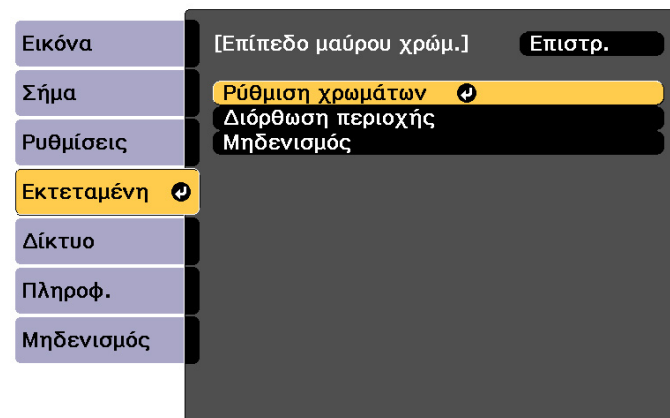 Εικόνα
Σήμα
Ρυθμίσεις
Εκτεταμένη
Δίκτυο
Πληροφ.
Μηδενισμός
[Επίπεδο μαύρου χρώμ.] Επιστρ.
Ρύθμιση χρωμάτων
Διόρθωση περιοχής
Μηδενισμός